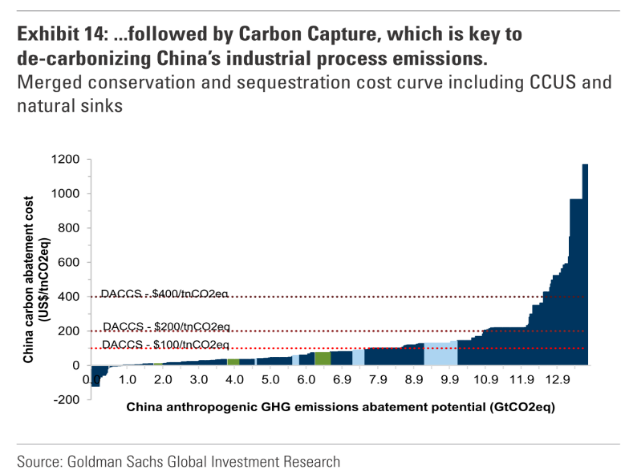 Exhibit 14: ...followed by Carbon Capture, which is key to
de-carbonizing China's industrial process emissions.
Merged conservation and sequestration cost curve including CCUS and
natural sinks
China carbon abatement cost
(US$/tnCO2eq)
1200
1000
800
600
400
200
0
-200
DACCS - $400/tnCO2eq
DACCS - $200/tnCO2eq
DACCS - $100/tnCO2eq
0.0 1.0 2.0 3.0 4.0 5.0 6.0 6.9 7.9 8.9 9.9 10.9 11.9 12.9
China anthropogenic GHG emissions abatement potential (GtCO2eq)
Source: Goldman Sachs Global Investment Research